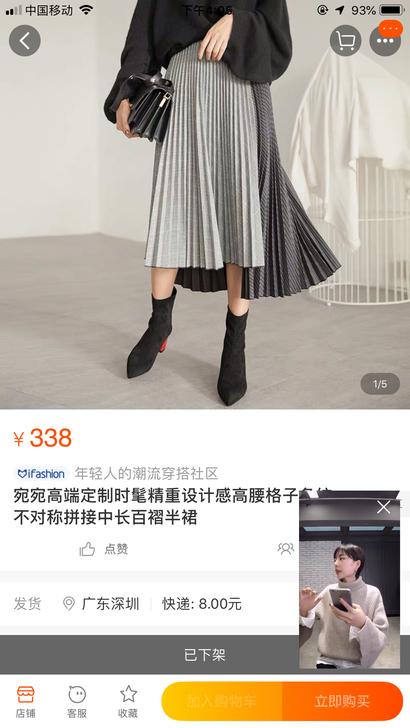 中国移动 下午4:05 93%
1/5
¥338
ifashion 年轻人的潮流穿搭社区
宛宛高端定制时髦精重设计感高腰格子条纹
不对称拼接中长百褶半裙
点赞
发货 广东深圳 快递: 8.00元
已下架
店铺 客服 收藏 加入购物车 立即购买